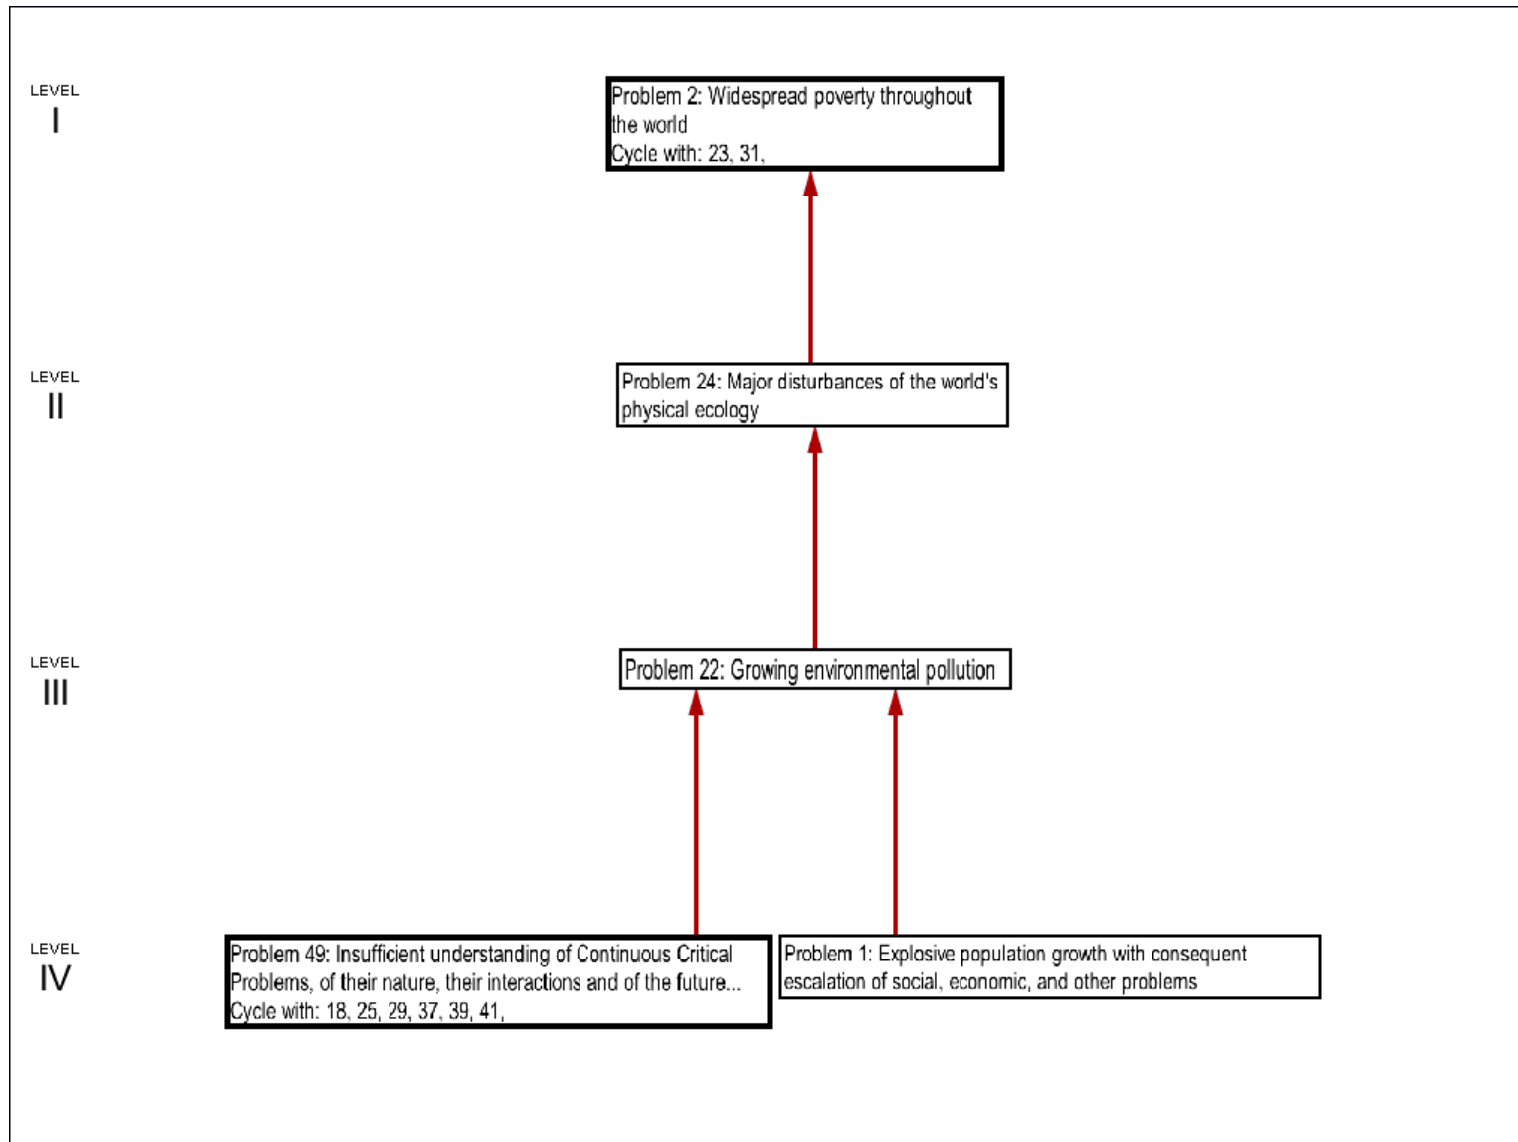 LEVEL
I
Problem 2: Widespread poverty throughout
the world
Cycle with: 23, 31,
LEVEL
II
Problem 24: Major disturbances of the world's
physical ecology
LEVEL
III
Problem 22: Growing environmental pollution
LEVEL
IV
Problem 49: Insufficient understanding of Continuous Critical
Problems, of their nature, their interactions and of the future...
Cycle with: 18, 25, 29, 37, 39, 41,
Problem 1: Explosive population growth with consequent
escalation of social, economic, and other problems